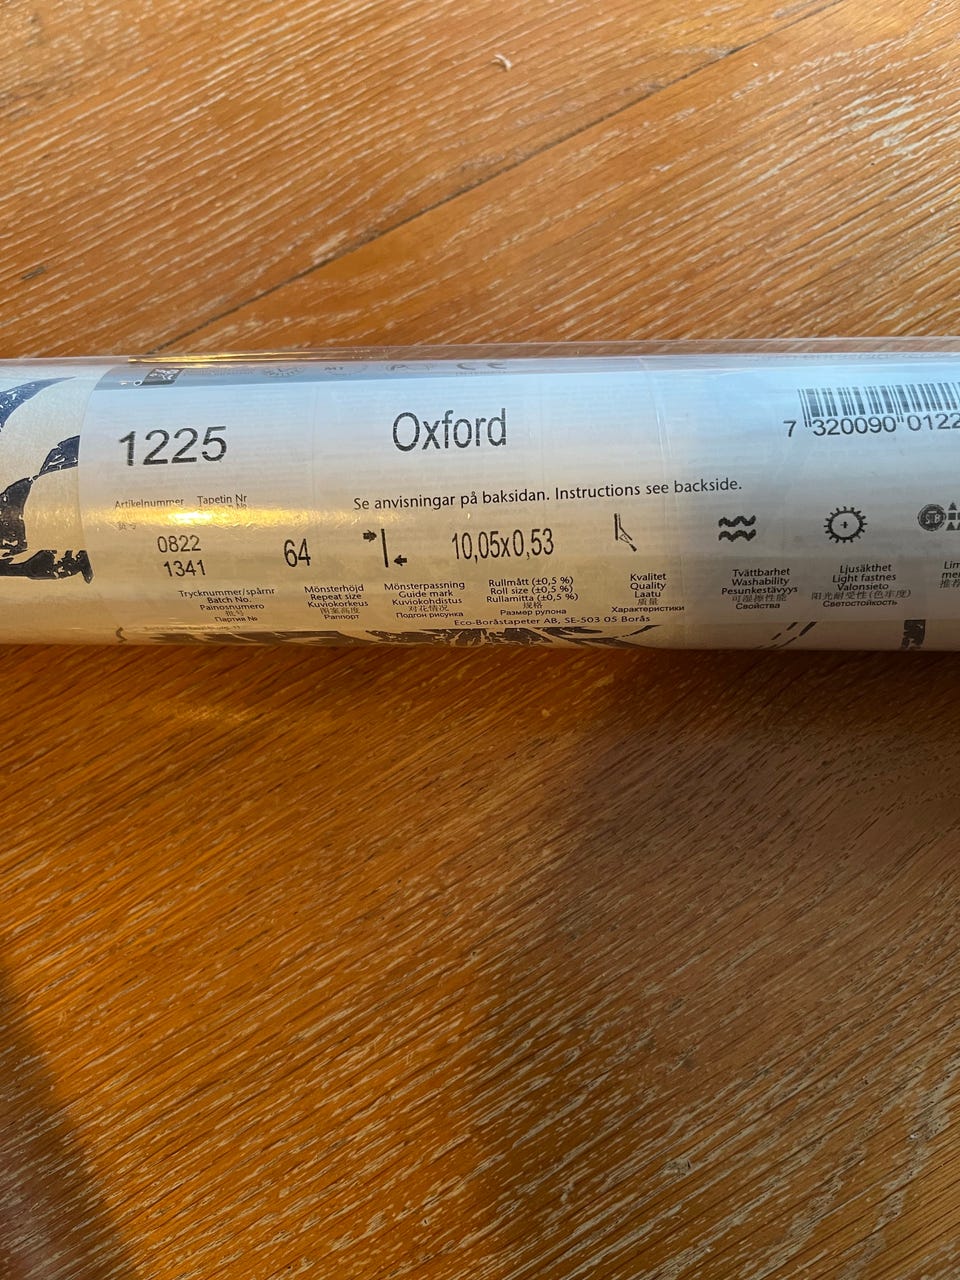 1225
Oxford
7 320090 0122
Artikelnummer Tapetin Nr
货号
Se anvisningar på baksidan. Instructions see backside.
0822
1341
64
10,05x0,53
Trycknummer/spårnr
Batch No.
Painosnumero
批号
Партия №
Mönsterhöjd
Repeat size
Kuviokorkeus
图案高度
Раппорт
Mönsterpassning
Guide mark
Kuviokohdistus
对花情况
Подгон рисунка
Rullmått (±0,5 %)
Roll size (±0,5 %)
Rullamitta (±0,5 %)
规格
Размер рулона
Kvalitet
Quality
Laatu
质量
Характеристики
Tvättbarhet
Washability
Pesunkestävyys
可湿擦性能
Свойства
Ljusäkthet
Light fastnes
Valonsieto
阳光耐受性(色牢度)
Светостойкость
Eco-Boråstapeter AB, SE-503 05 Borås